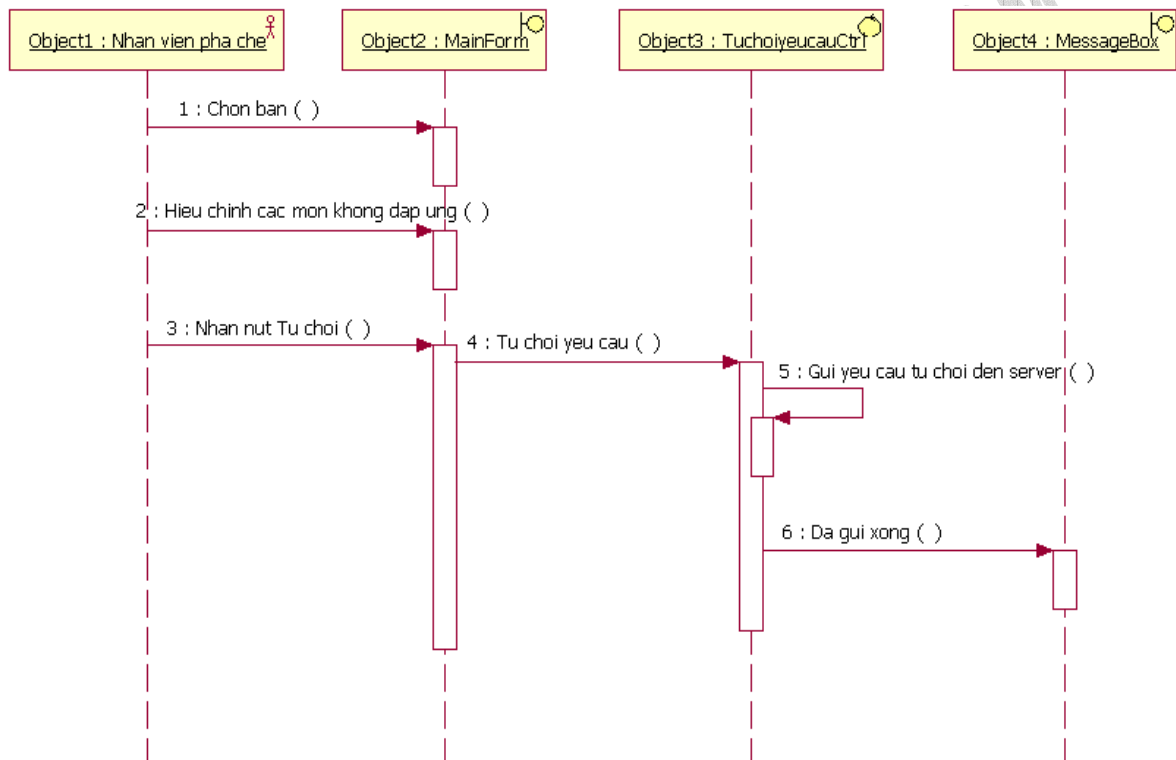 Object1 : Nhan vien pha che
Object2 : MainForm
Object3 : TuchoiyeucauCtrl
Object4 : MessageBox
1 : Chon ban ( )
2 : Hieu chinh cac mon khong dap ung ( )
3 : Nhan nut Tu choi ( )
4 : Tu choi yeu cau ( )
5 : Gui yeu cau tu choi den server ( )
6 : Da gui xong ( )